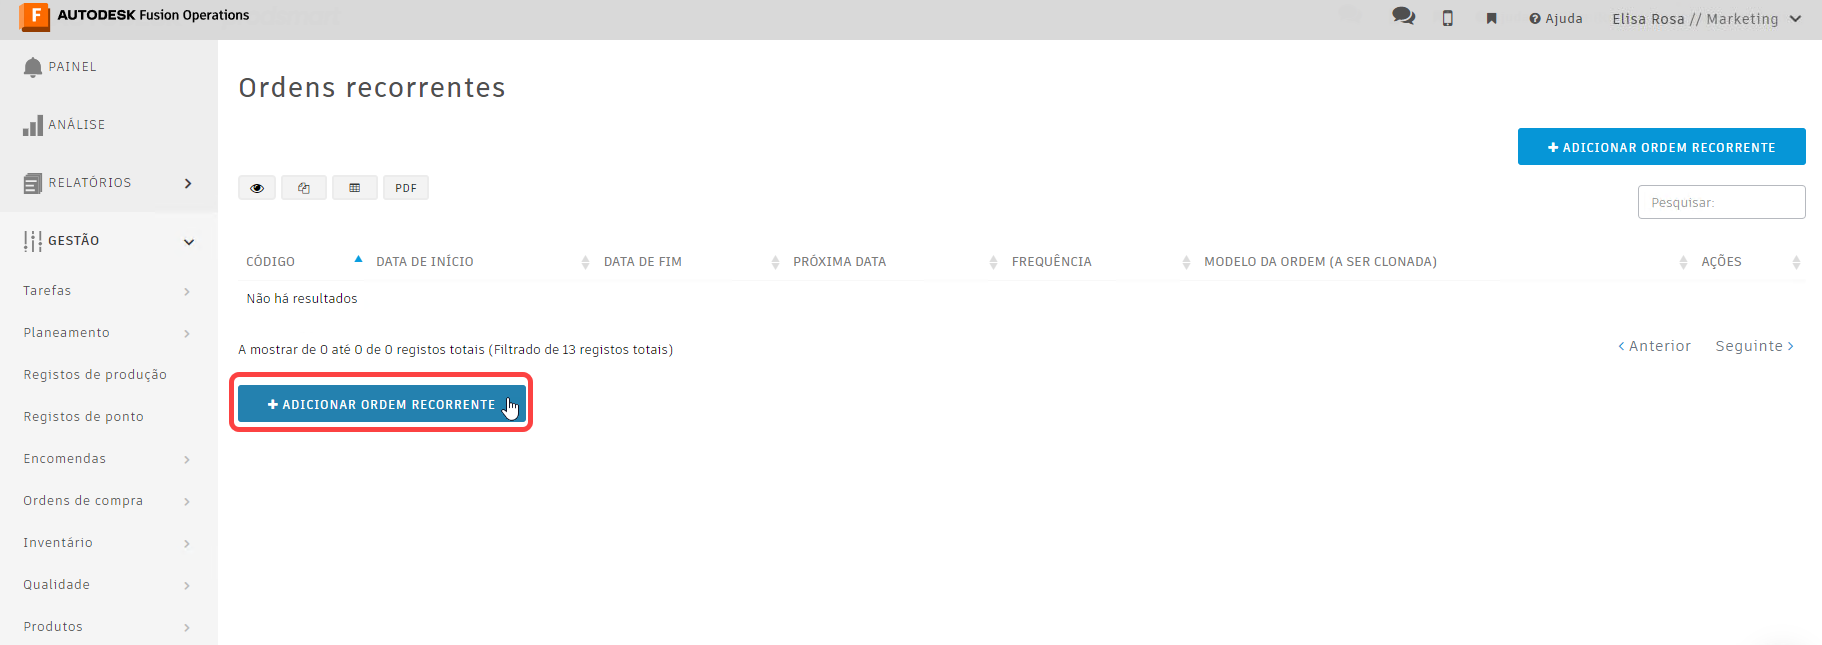 F AUTODESK Fusion Operations
Ajuda
Elisa Rosa // Marketing
PAINEL
ANÁLISE
RELATÓRIOS
GESTÃO
Tarefas
Planeamento
Registos de produção
Registos de ponto
Encomendas
Ordens de compra
Inventário
Qualidade
Produtos
Ordens recorrentes
ADICIONAR ORDEM RECORRENTE
PDF
Pesquisar:
CÓDIGO DATA DE INÍCIO DATA DE FIM PRÓXIMA DATA FREQUÊNCIA MODELO DA ORDEM (A SER CLONADA) AÇÕES
Não há resultados
A mostrar de 0 até 0 de 0 registos totais (Filtrado de 13 registos totais)
Anterior Seguinte
ADICIONAR ORDEM RECORRENTE